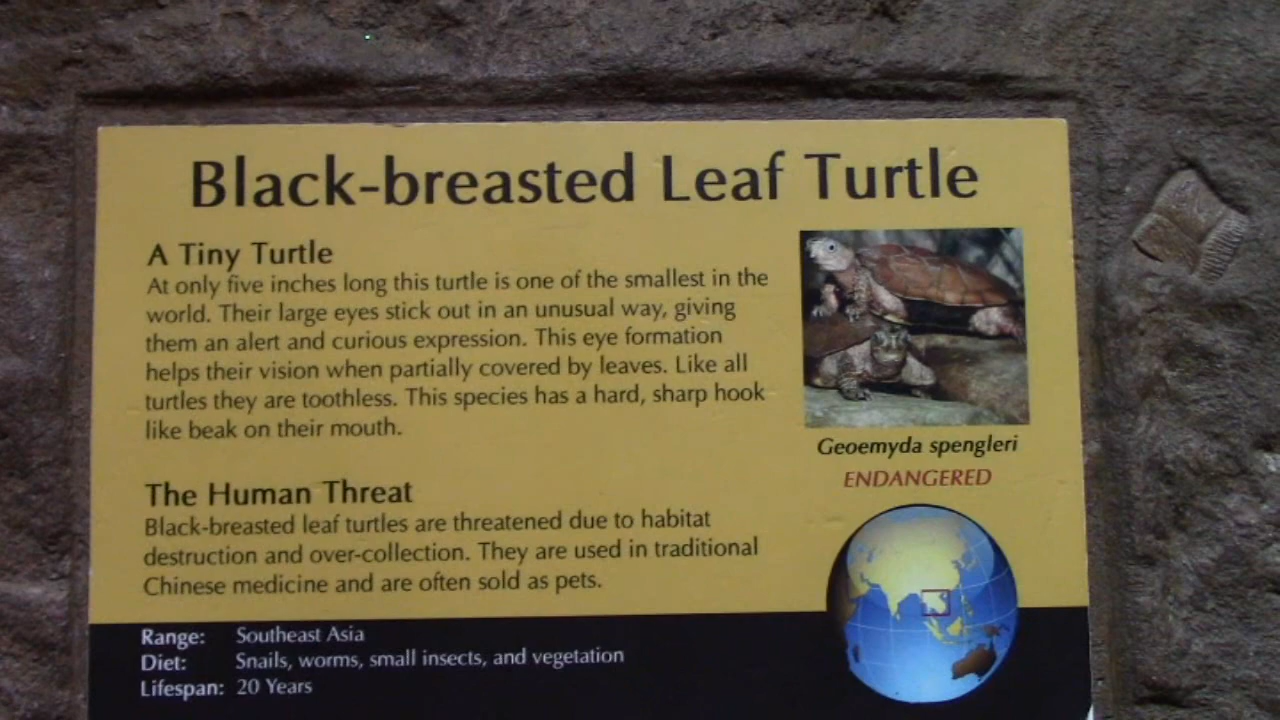 Black-breasted Leaf Turtle
A Tiny Turtle
At only five inches long this turtle is one of the smallest in the
world. Their large eyes stick out in an unusual way, giving
them an alert and curious expression. This eye formation
helps their vision when partially covered by leaves. Like all
turtles they are toothless. This species has a hard, sharp hook
like beak on their mouth.
Geoemyda spengleri
ENDANGERED
The Human Threat
Black-breasted leaf turtles are threatened due to habitat
destruction and over-collection. They are used in traditional
Chinese medicine and are often sold as pets.
Range: Southeast Asia
Diet: Snails, worms, small insects, and vegetation
Lifespan: 20 Years